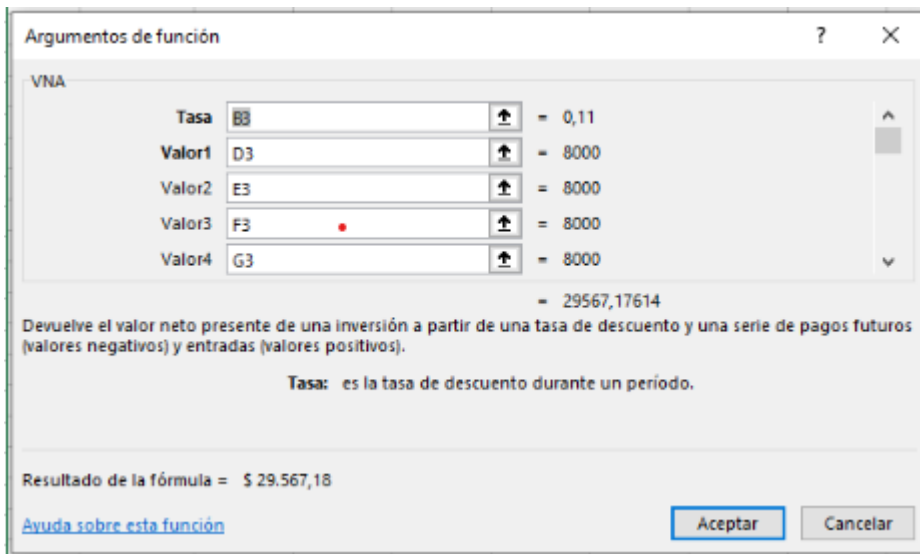 Argumentos de función ? ×
VNA
Tasa B3 = 0,11
Valor1 D3 = 8000
Valor2 E3 = 8000
Valor3 F3 = 8000
Valor4 G3 = 8000
= 29567,17614
Devuelve el valor neto presente de una inversión a partir de una tasa de descuento y una serie de pagos futuros
(valores negativos) y entradas (valores positivos).
Tasa: es la tasa de descuento durante un período.
Resultado de la fórmula = $ 29.567,18
Ayuda sobre esta función Aceptar Cancelar